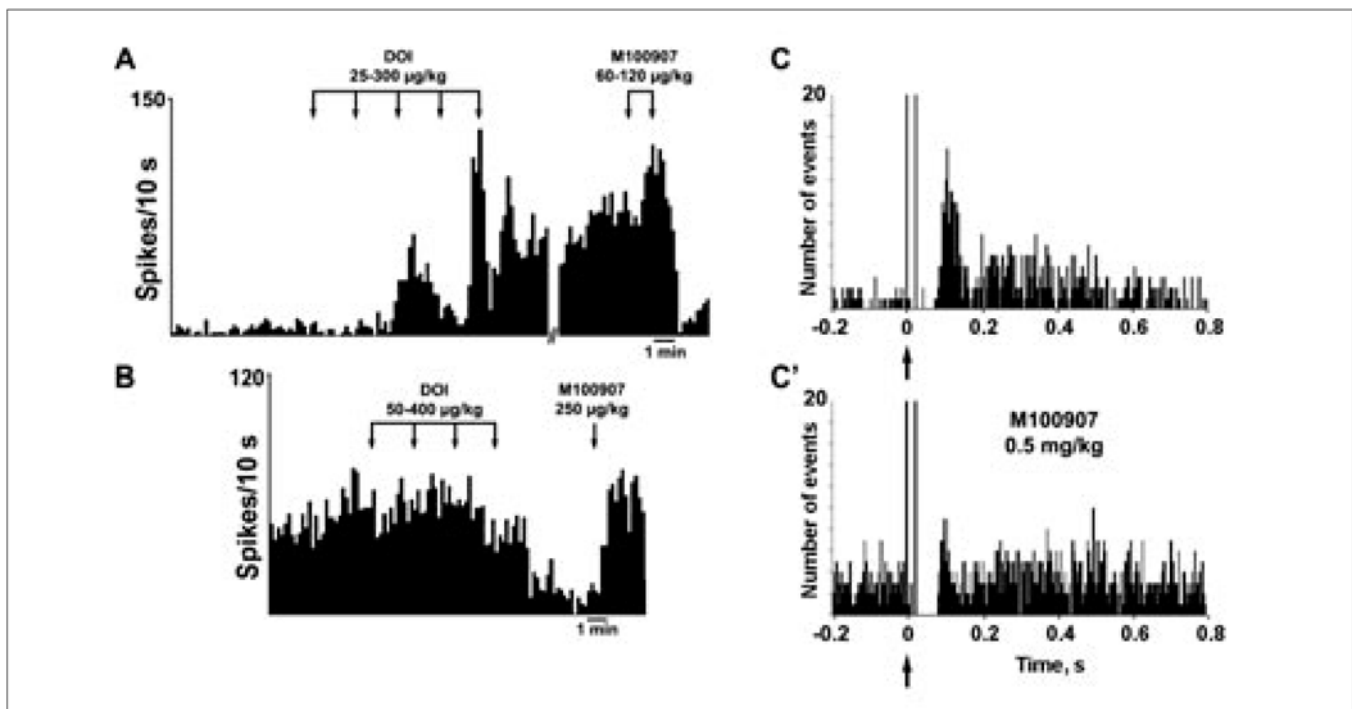 A
DOI
25-300 µg/kg
M100907
60-120 µg/kg
150
Spikes/10 s
1 min
B
120
DOI
50-400 µg/kg
M100907
250 µg/kg
Spikes/10 s
1 min
C
20
Number of events
-0.2 0 0.2 0.4 0.6 0.8
C'
20
M100907
0.5 mg/kg
Number of events
-0.2 0 0.2 0.4 0.6 0.8
Time, s